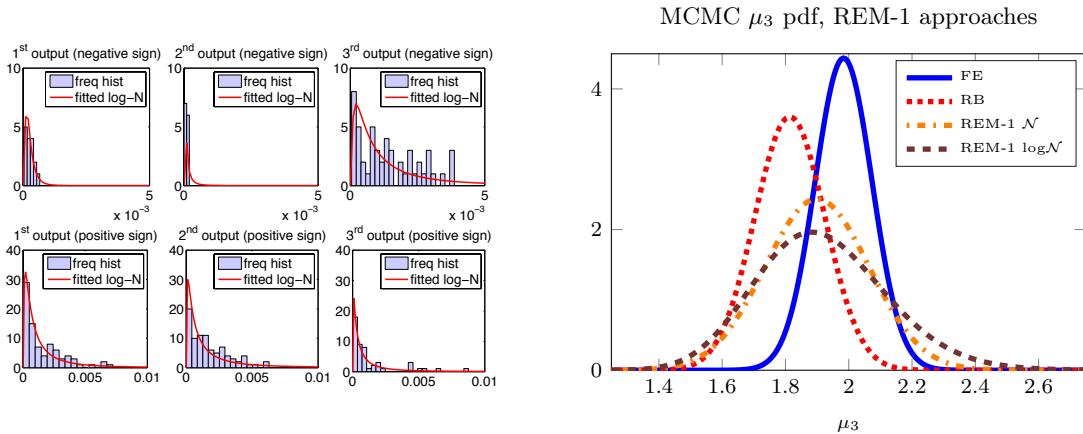 1st output (negative sign)
10
5
0
0
5
x 10−3
freq hist
fitted log−N
2nd output (negative sign)
10
5
0
0
5
x 10−3
freq hist
fitted log−N
3rd output (negative sign)
10
5
0
0
5
x 10−3
freq hist
fitted log−N
1st output (positive sign)
40
30
20
10
0
0
0.005
0.01
freq hist
fitted log−N
2nd output (positive sign)
40
30
20
10
0
0
0.005
0.01
freq hist
fitted log−N
3rd output (positive sign)
40
30
20
10
0
0
0.005
0.01
freq hist
fitted log−N
MCMC μ3 pdf, REM-1 approaches
4
2
0
1.4
1.6
1.8
2
2.2
2.4
2.6
μ3
FE
RB
REM-1 𝒩
REM-1 log𝒩